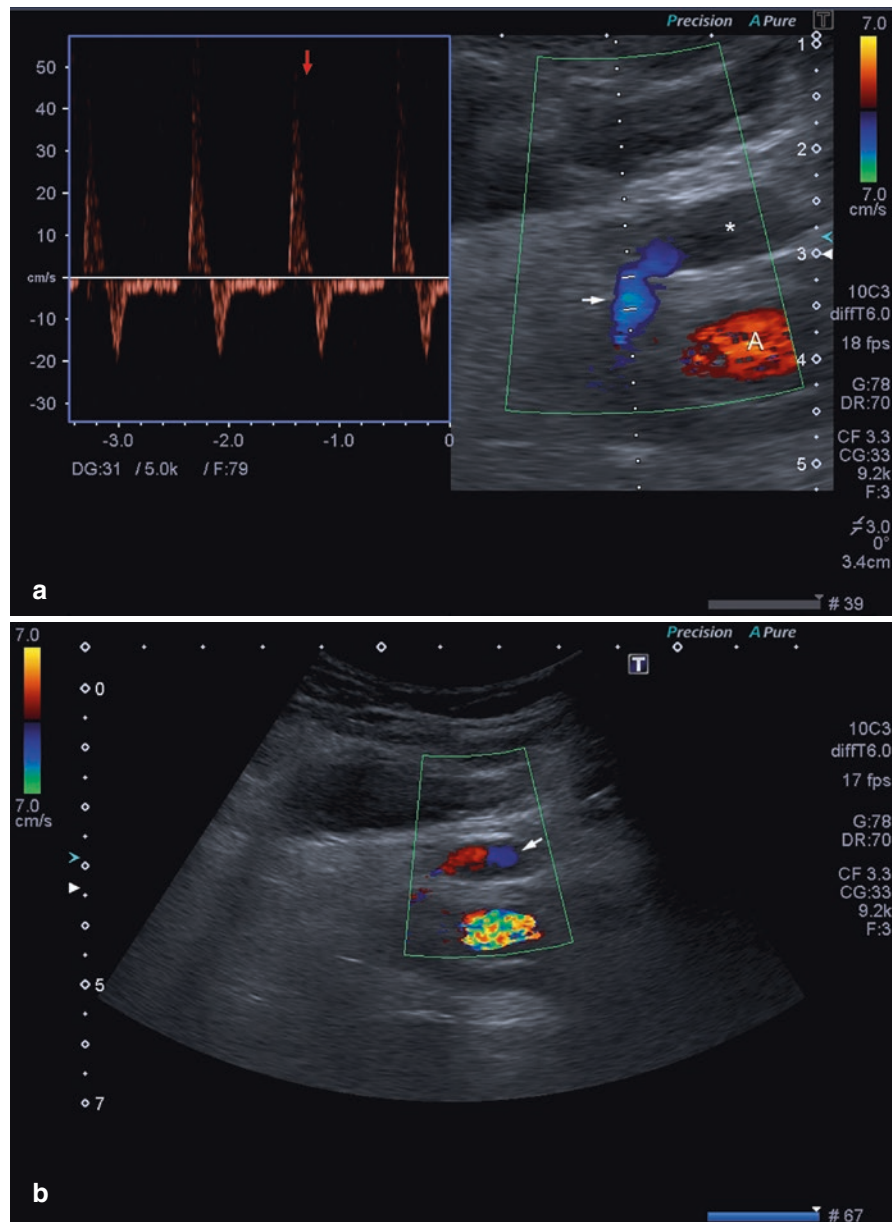 Precision A Pure T
7.0
7.0
cm/s
50
40
30
20
10
cm/s
-10
-20
-30
-3.0 -2.0 -1.0 0
DG:31 / 5.0k / F:79
*
A
1
2
3
4
5
10C3
diffT6.0
18 fps
G:78
DR:70
CF 3.3
CG:33
9.2k
F:3
3.0
0°
3.4cm
# 39
a
Precision A Pure
T
7.0
7.0
cm/s
0
5
7
10C3
diffT6.0
17 fps
G:78
DR:70
CF 3.3
CG:33
9.2k
F:3
# 67
b